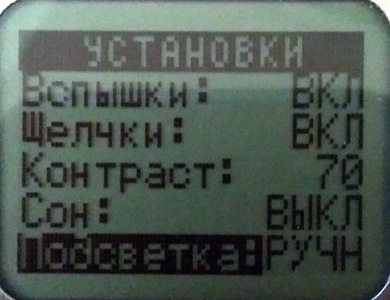 УСТАНОВКИ
Вспышки: ВКЛ
Щелчки: ВКЛ
Контраст: 70
Сон: ВЫКЛ
Подсветка: РУЧН